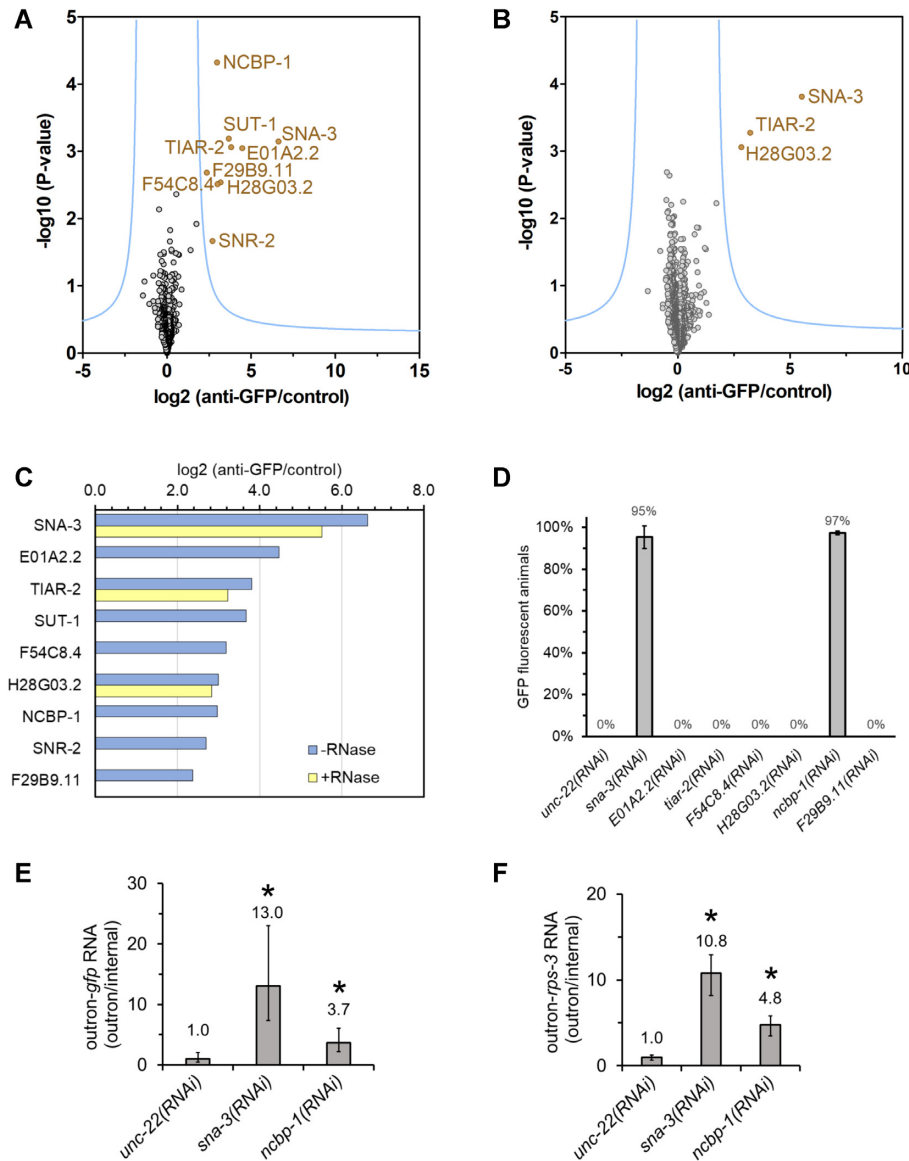 A
-5
4
3
2
1
0
-log10 (P-value)
-5
0
5
10
15
log2 (anti-GFP/control)
NCBP-1
SUT-1
SNA-3
TIAR-2
E01A2.2
F29B9.11
F54C8.4
H28G03.2
SNR-2
B
5
4
3
2
1
0
-log10 (P-value)
-5
0
5
10
log2 (anti-GFP/control)
SNA-3
TIAR-2
H28G03.2
C
log2 (anti-GFP/control)
0.0 2.0 4.0 6.0 8.0
SNA-3
E01A2.2
TIAR-2
SUT-1
F54C8.4
H28G03.2
NCBP-1
SNR-2
F29B9.11
-RNase
+RNase
D
GFP fluorescent animals
100%
80%
60%
40%
20%
0%
0% 95% 0% 0% 0% 0% 97% 0%
unc-22(RNAi)
sna-3(RNAi)
E01A2.2(RNAi)
tiar-2(RNAi)
F54C8.4(RNAi)
H28G03.2(RNAi)
ncbp-1(RNAi)
F29B9.11(RNAi)
E
outron-gfp RNA
(outron/internal)
30
20
10
0
1.0
*
13.0
*
3.7
unc-22(RNAi)
sna-3(RNAi)
ncbp-1(RNAi)
F
outron-rps-3 RNA
(outron/internal)
20
10
0
1.0
*
10.8
*
4.8
unc-22(RNAi)
sna-3(RNAi)
ncbp-1(RNAi)